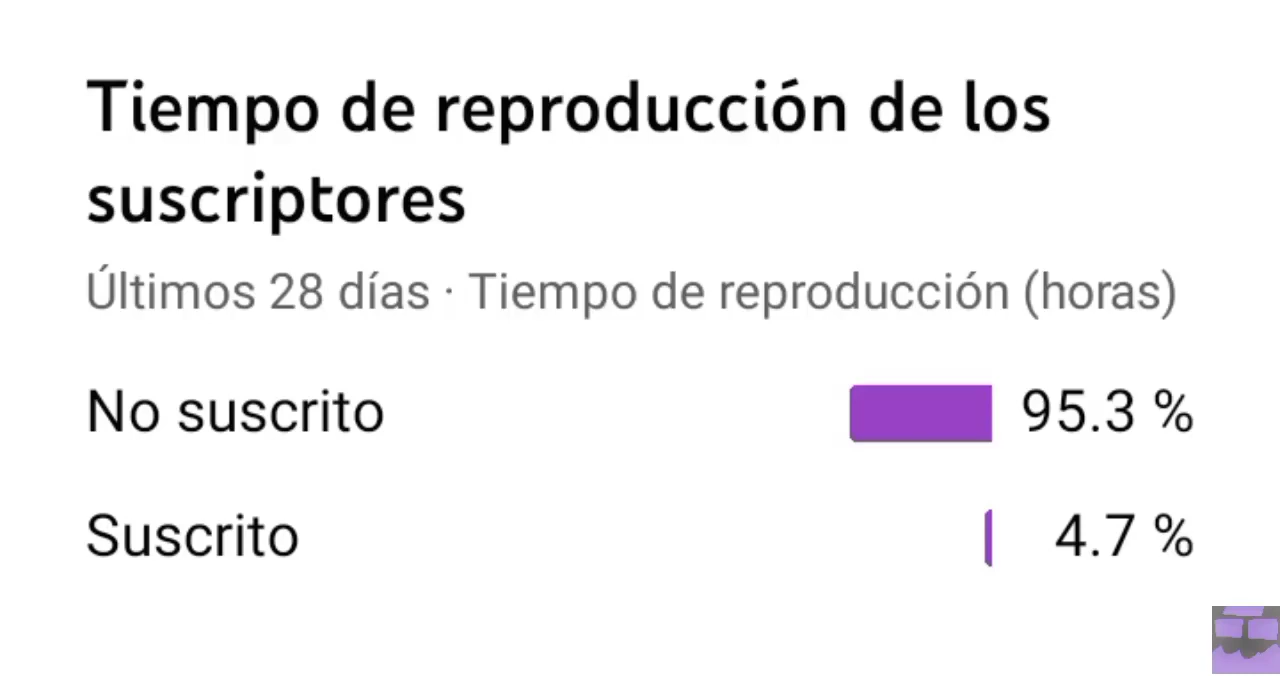 Tiempo de reproducción de los
suscriptores
Últimos 28 días · Tiempo de reproducción (horas)
No suscrito 95.3 %
Suscrito 4.7 %